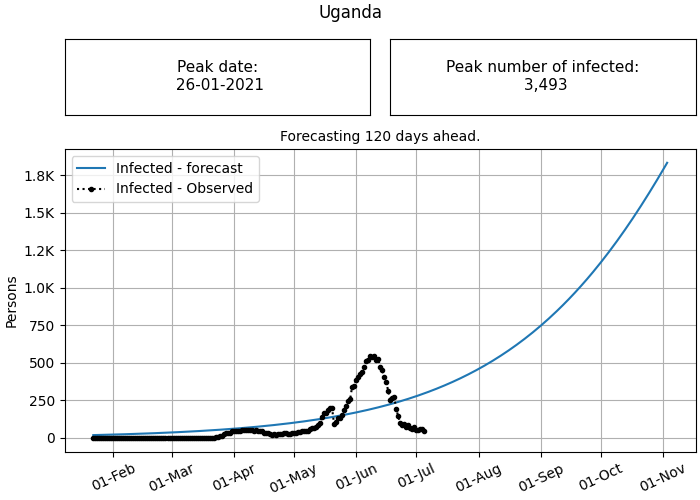 Uganda
Peak date:
26-01-2021
Peak number of infected:
3,493
Forecasting 120 days ahead.
Infected - forecast
Infected - Observed
Persons
1.8K
1.5K
1.2K
1.0K
750
500
250
0
01-Feb
01-Mar
01-Apr
01-May
01-Jun
01-Jul
01-Aug
01-Sep
01-Oct
01-Nov